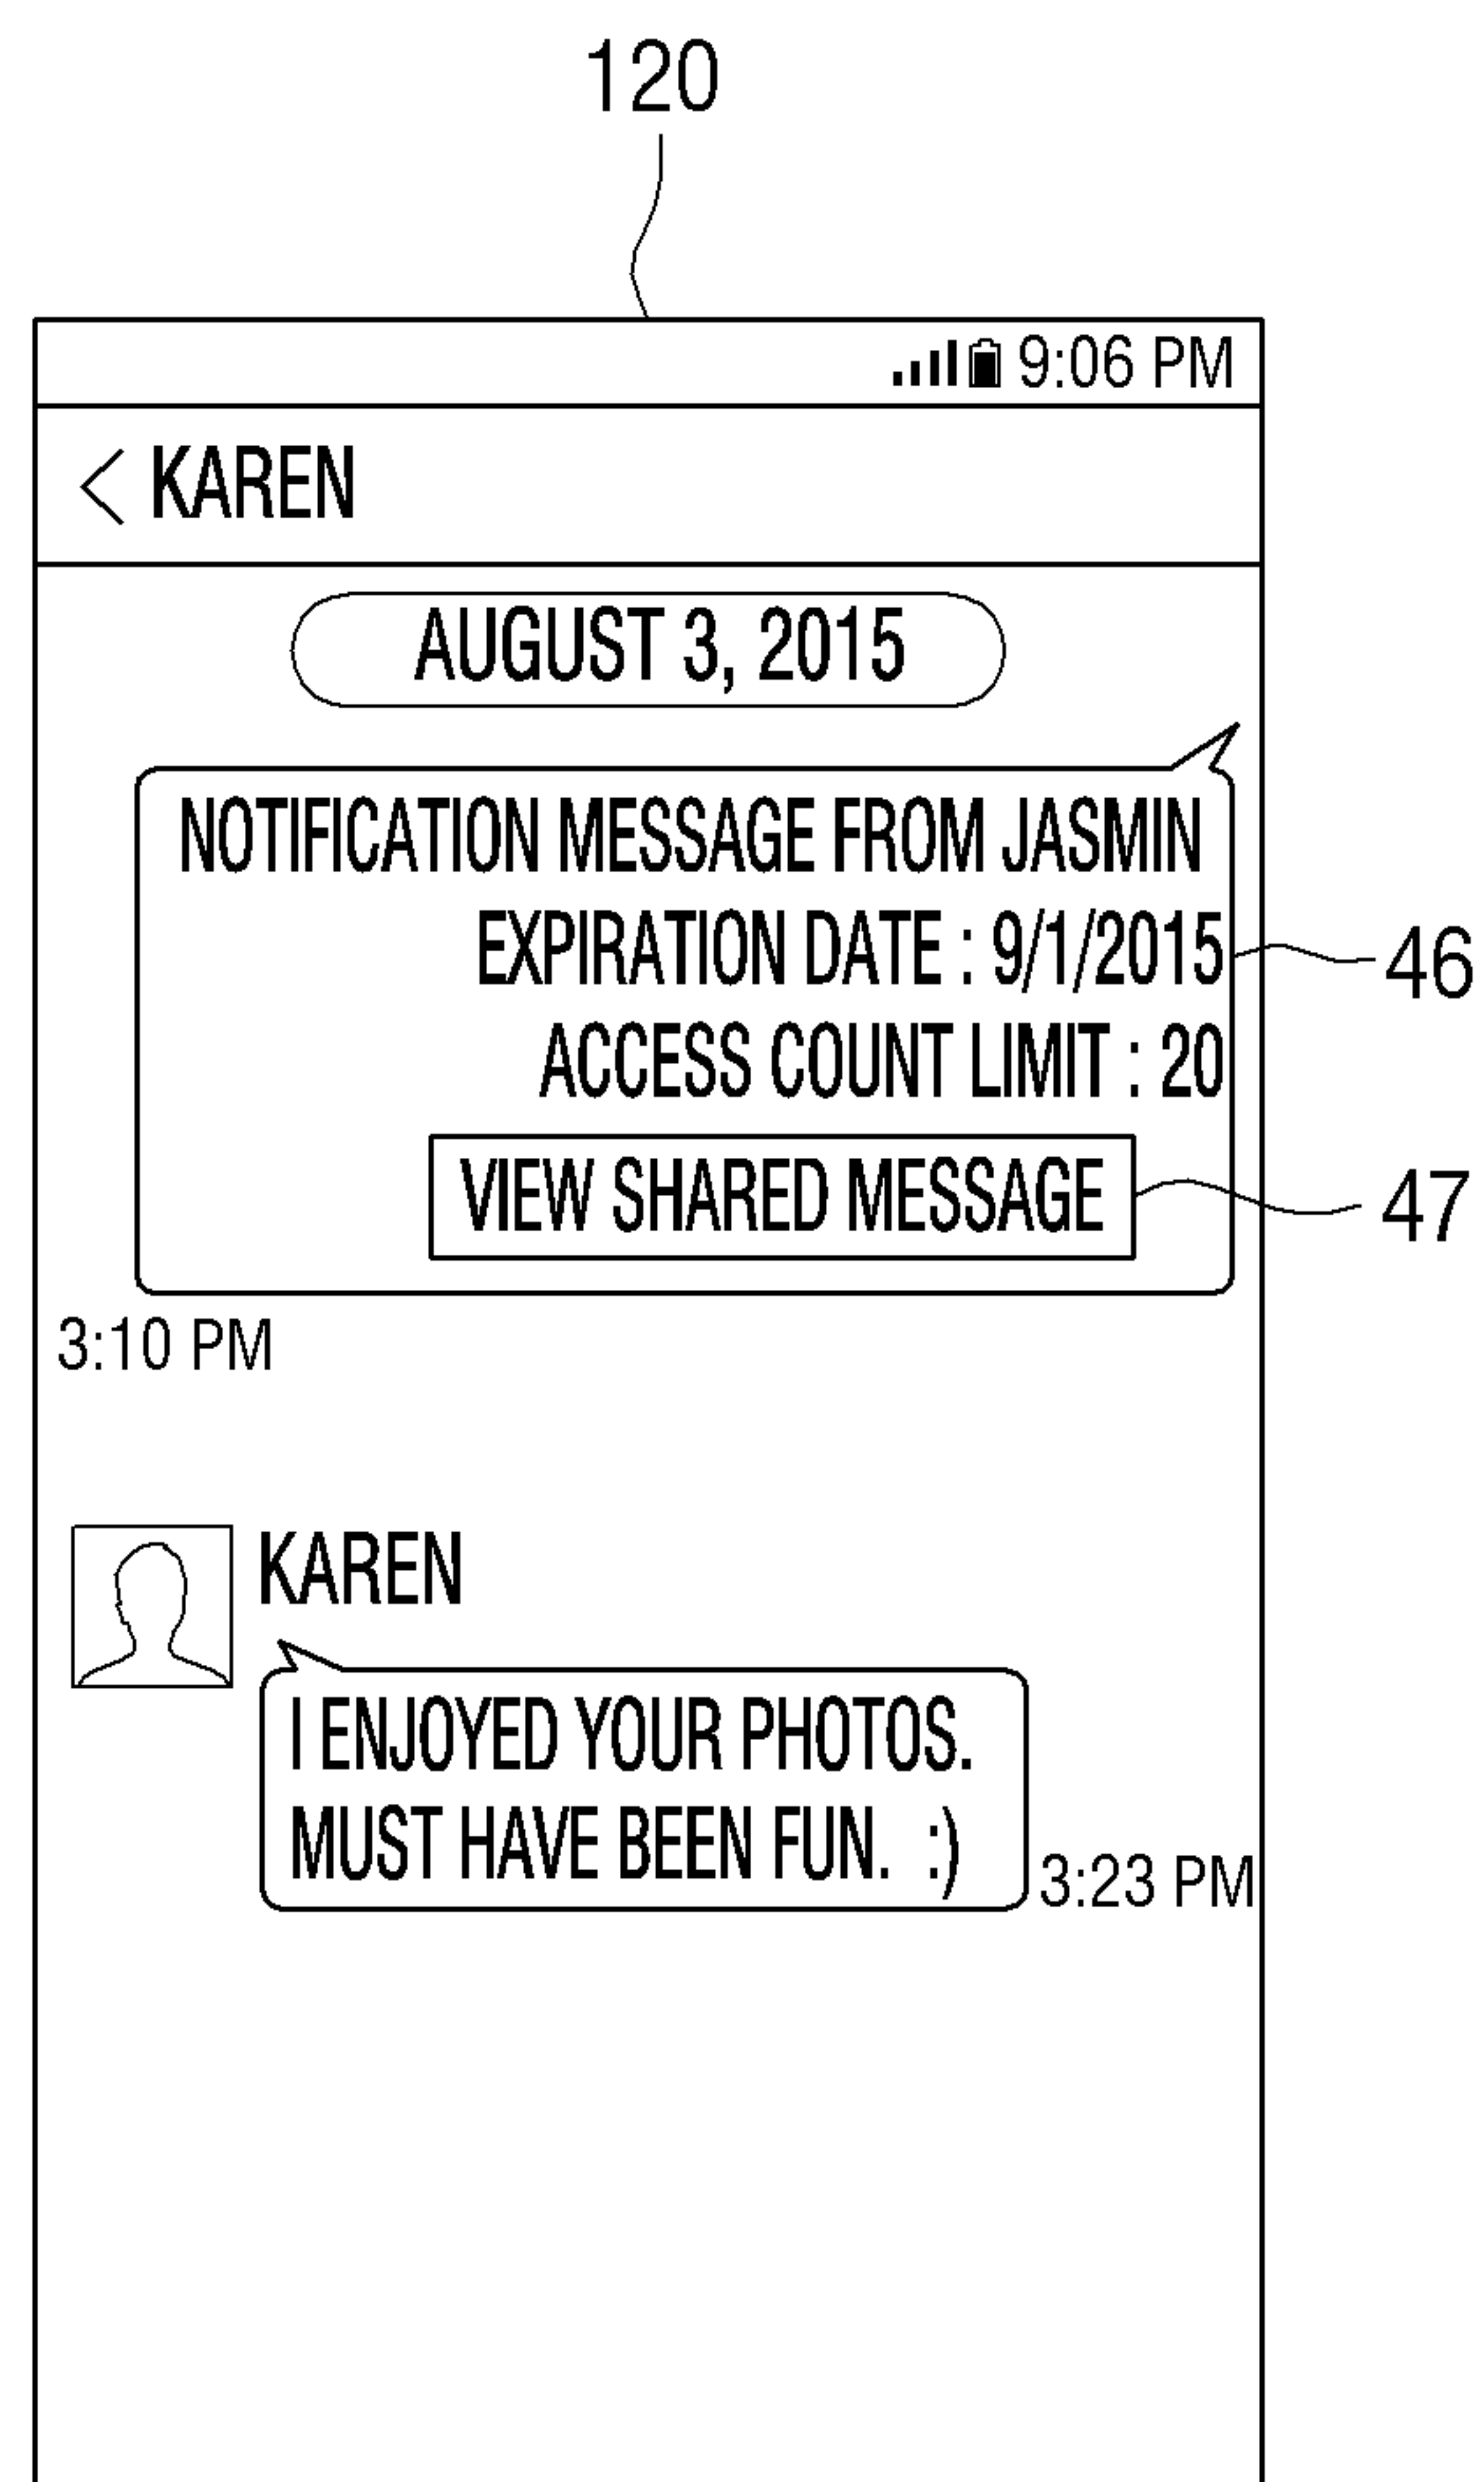 120
9:06 PM
< KAREN
AUGUST 3, 2015
NOTIFICATION MESSAGE FROM JASMIN
EXPIRATION DATE : 9/1/2015
46
ACCESS COUNT LIMIT : 20
VIEW SHARED MESSAGE
47
3:10 PM
KAREN
I ENJOYED YOUR PHOTOS.
MUST HAVE BEEN FUN. :)
3:23 PM